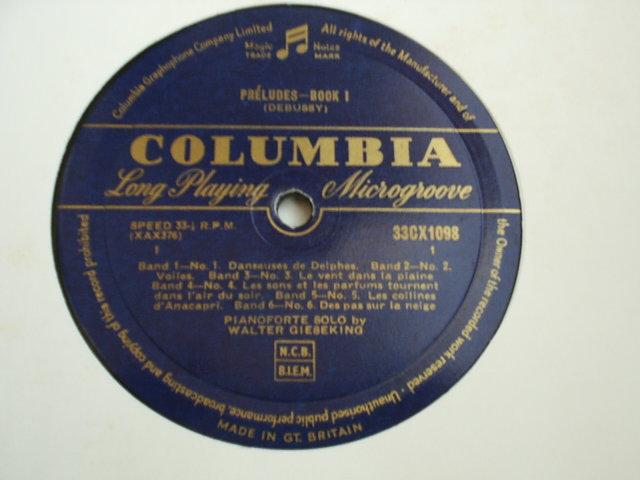 Columbia Graphophone Company Limited
All rights of the Manufacturer and of
the Owner of the recorded work reserved · Unauthorised public performance, broadcasting and copying of this record prohibited
Magic Notes
TRADE MARK
PRÉLUDES—BOOK 1
(DEBUSSY)
COLUMBIA
Long Playing Microgroove
SPEED 33⅓ R.P.M. 33CX1098
(XAX376)
1 1
Band 1—No. 1. Danseuses de Delphes. Band 2—No. 2.
Voiles. Band 3—No. 3. Le vent dans la plaine
Band 4—No. 4. Les sons et les parfums tournent
dans l'air du soir. Band 5—No. 5. Les collines
d'Anacapri. Band 6—No. 6. Des pas sur la neige
PIANOFORTE SOLO by
WALTER GIESEKING
N.C.B.
B.I.E.M.
MADE IN GT. BRITAIN